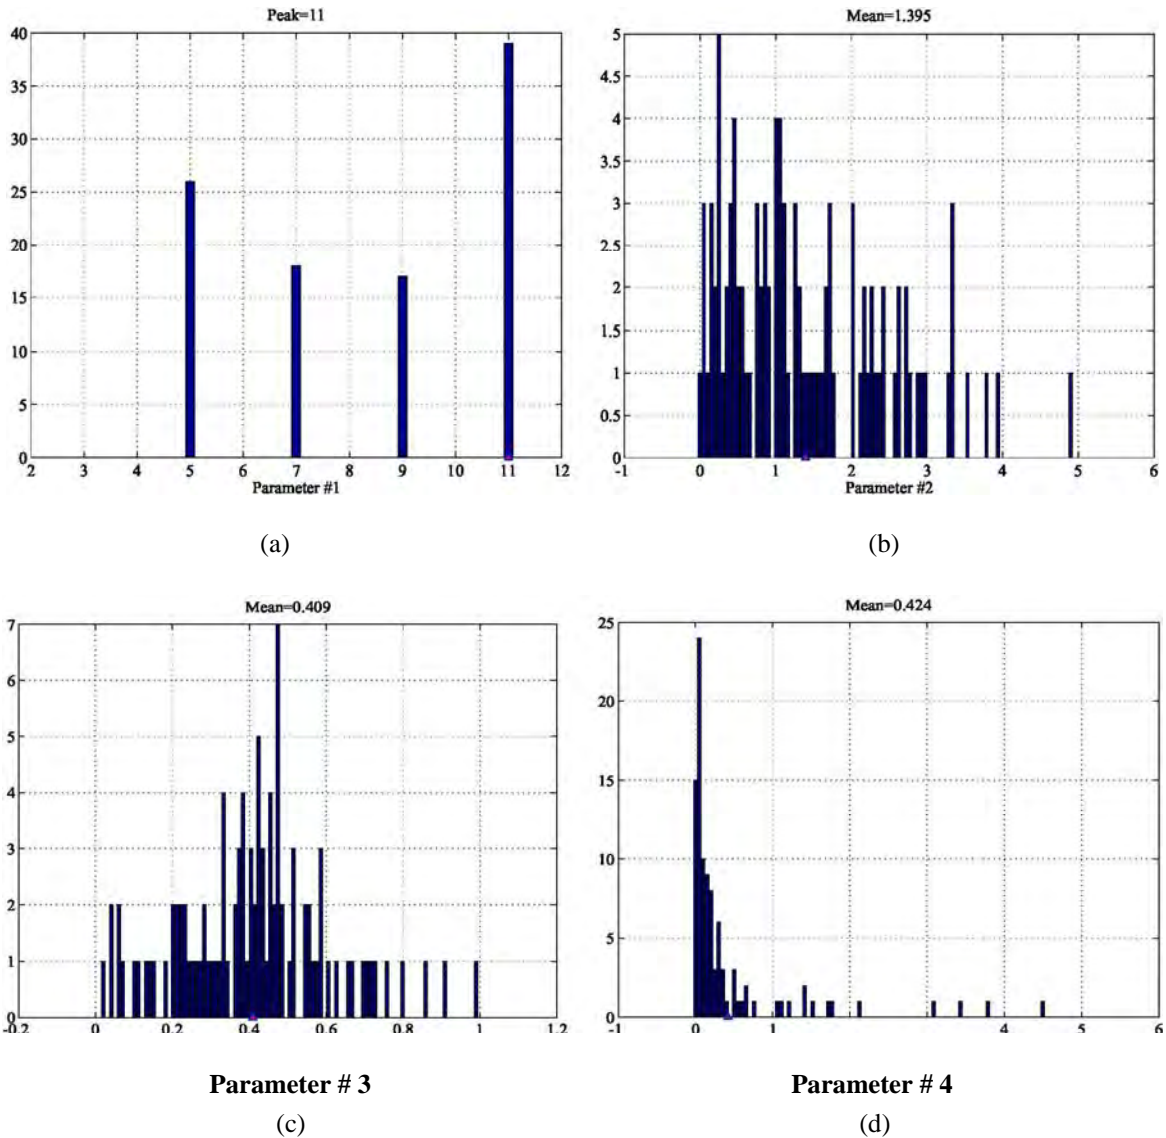 Peak=11
40
35
30
25
20
15
10
5
0
2 3 4 5 6 7 8 9 10 11 12
Parameter #1
(a)
Mean=1.395
5
4.5
4
3.5
3
2.5
2
1.5
1
0.5
0
-1 0 1 2 3 4 5 6
Parameter #2
(b)
Mean=0.409
7
6
5
4
3
2
1
0
-0.2 0 0.2 0.4 0.6 0.8 1 1.2
Parameter # 3
(c)
Mean=0.424
25
20
15
10
5
0
-1 0 1 4 5 6
Parameter # 4
(d)